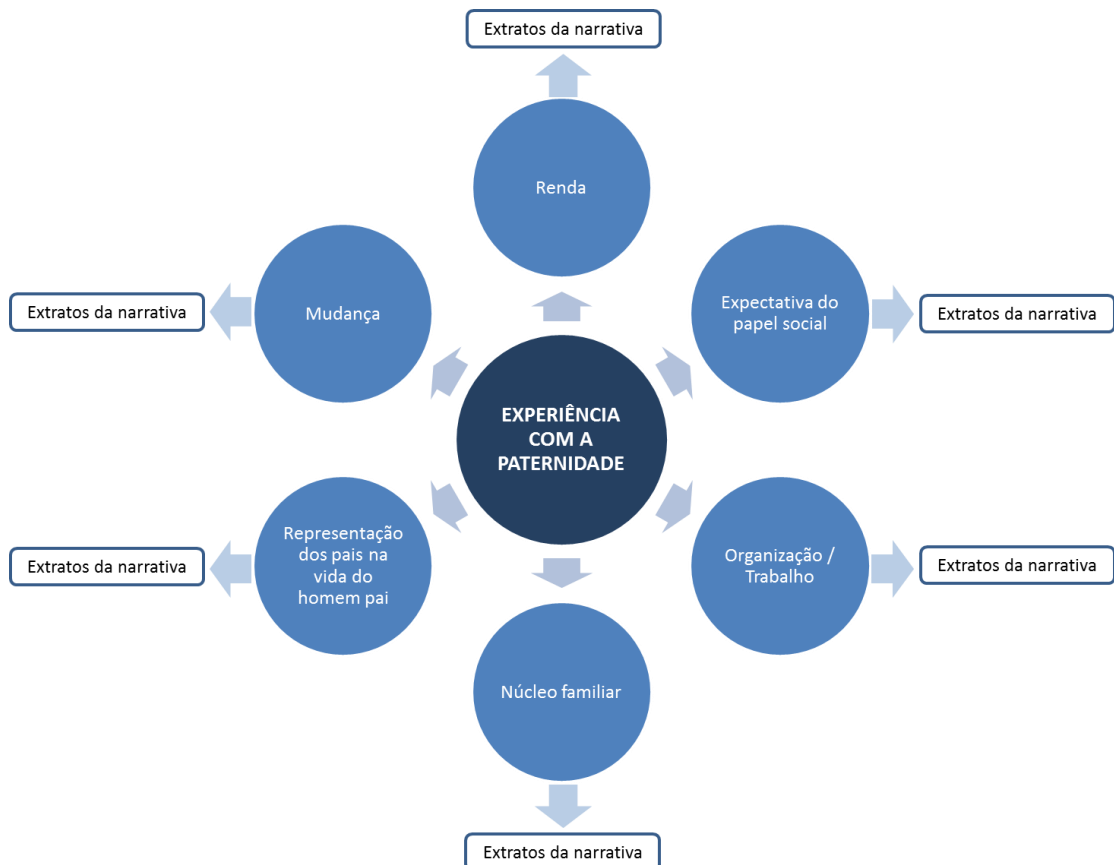 Extratos da narrativa
Renda
Mudança
Extratos da narrativa
Expectativa do
papel social
Extratos da narrativa
EXPERIÊNCIA
COM A
PATERNIDADE
Representação
dos pais na
vida do
homem pai
Extratos da narrativa
Organização /
Trabalho
Extratos da narrativa
Núcleo familiar
Extratos da narrativa